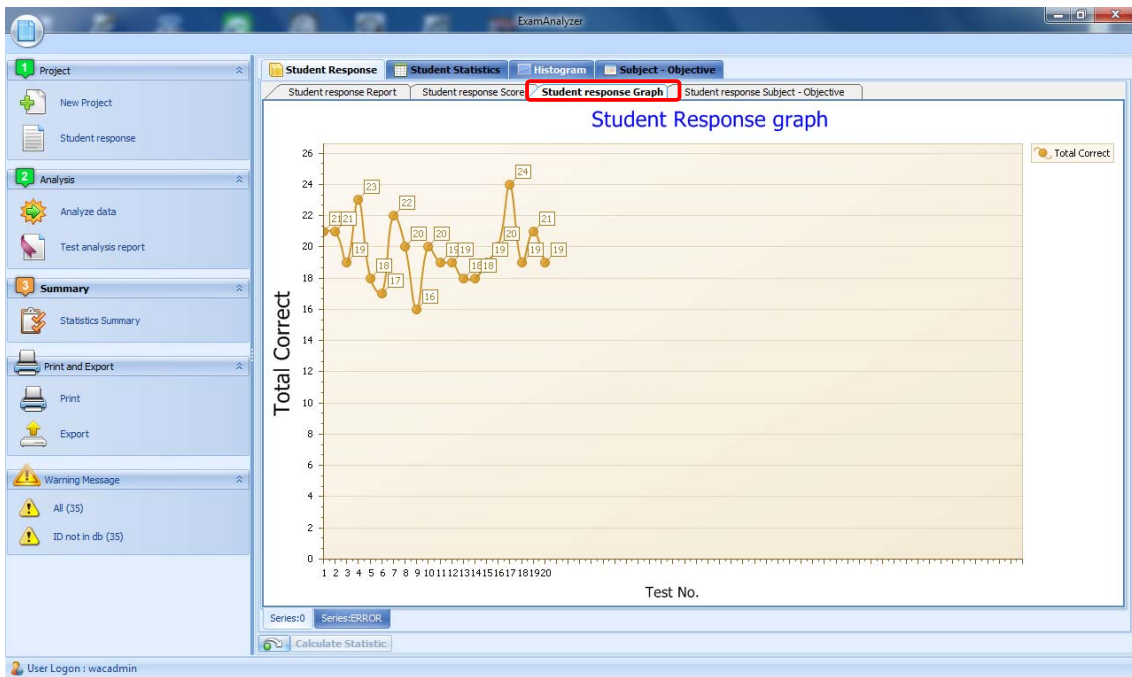 ExamAnalyzer
1 Project
New Project
Student response
2 Analysis
Analyze data
Test analysis report
3 Summary
Statistics Summary
Print and Export
Print
Export
Warning Message
All (35)
ID not in db (35)
Student Response Student Statistics Histogram Subject - Objective
Student response Report Student response Score Student response Graph Student response Subject - Objective
Student Response graph
Total Correct
Total Correct
26
24
22
20
18
16
14
12
10
8
6
4
2
0
21 21 19 23 18 17 22 20 16 20 19 19 18 18 19 20 24 19 21 19
1 2 3 4 5 6 7 8 9 10 11 12 13 14 15 16 17 18 19 20
Test No.
Series:0 Series:ERROR
Calculate Statistic
User Logon : wacadmin